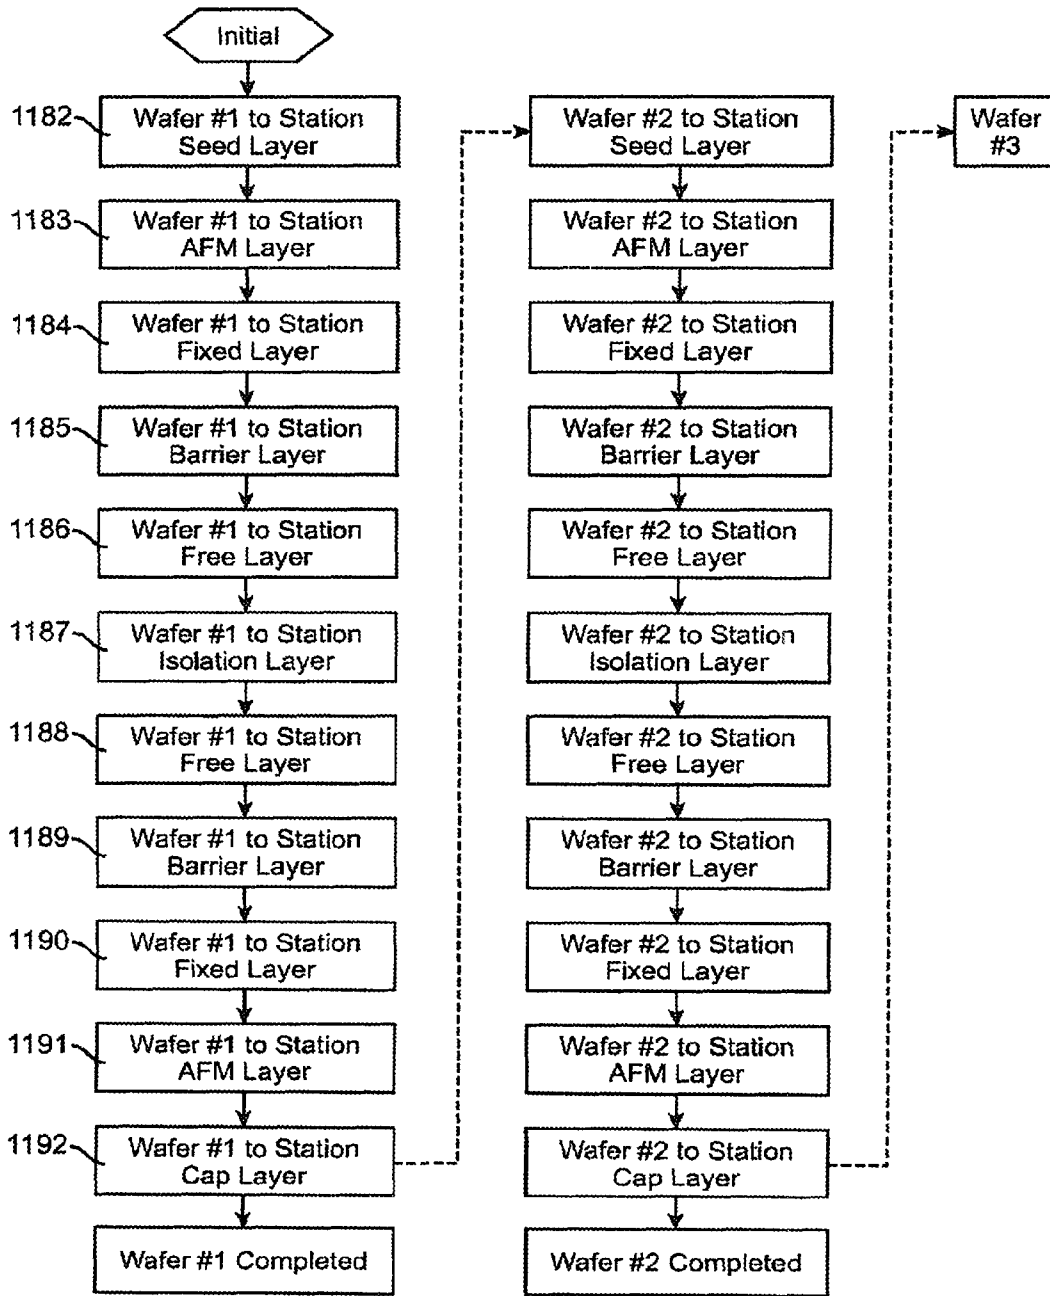 Initial
1182
Wafer #1 to Station
Seed Layer
1183
Wafer #1 to Station
AFM Layer
1184
Wafer #1 to Station
Fixed Layer
1185
Wafer #1 to Station
Barrier Layer
1186
Wafer #1 to Station
Free Layer
1187
Wafer #1 to Station
Isolation Layer
1188
Wafer #1 to Station
Free Layer
1189
Wafer #1 to Station
Barrier Layer
1190
Wafer #1 to Station
Fixed Layer
1191
Wafer #1 to Station
AFM Layer
1192
Wafer #1 to Station
Cap Layer
Wafer #1 Completed
Wafer #2 to Station
Seed Layer
Wafer #2 to Station
AFM Layer
Wafer #2 to Station
Fixed Layer
Wafer #2 to Station
Barrier Layer
Wafer #2 to Station
Free Layer
Wafer #2 to Station
Isolation Layer
Wafer #2 to Station
Free Layer
Wafer #2 to Station
Barrier Layer
Wafer #2 to Station
Fixed Layer
Wafer #2 to Station
AFM Layer
Wafer #2 to Station
Cap Layer
Wafer #2 Completed
Wafer
#3